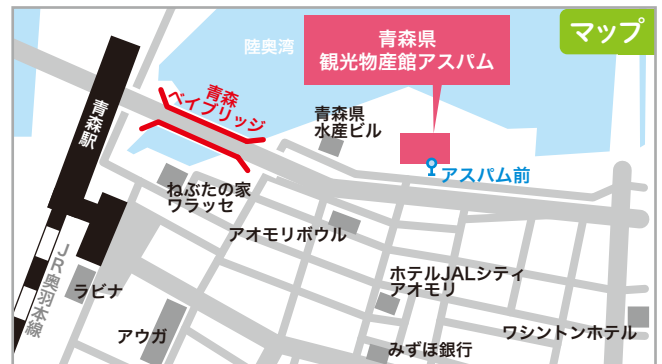 マップ
陸奥湾
青森県
観光物産館アスパム
青森
ベイブリッジ
青森県
水産ビル
青森駅
アスパム前
ねぶたの家
ワラッセ
アオモリボウル
JR奥羽本線
ラビナ
ホテルJALシティ
アオモリ
アウガ
ワシントンホテル
みずほ銀行